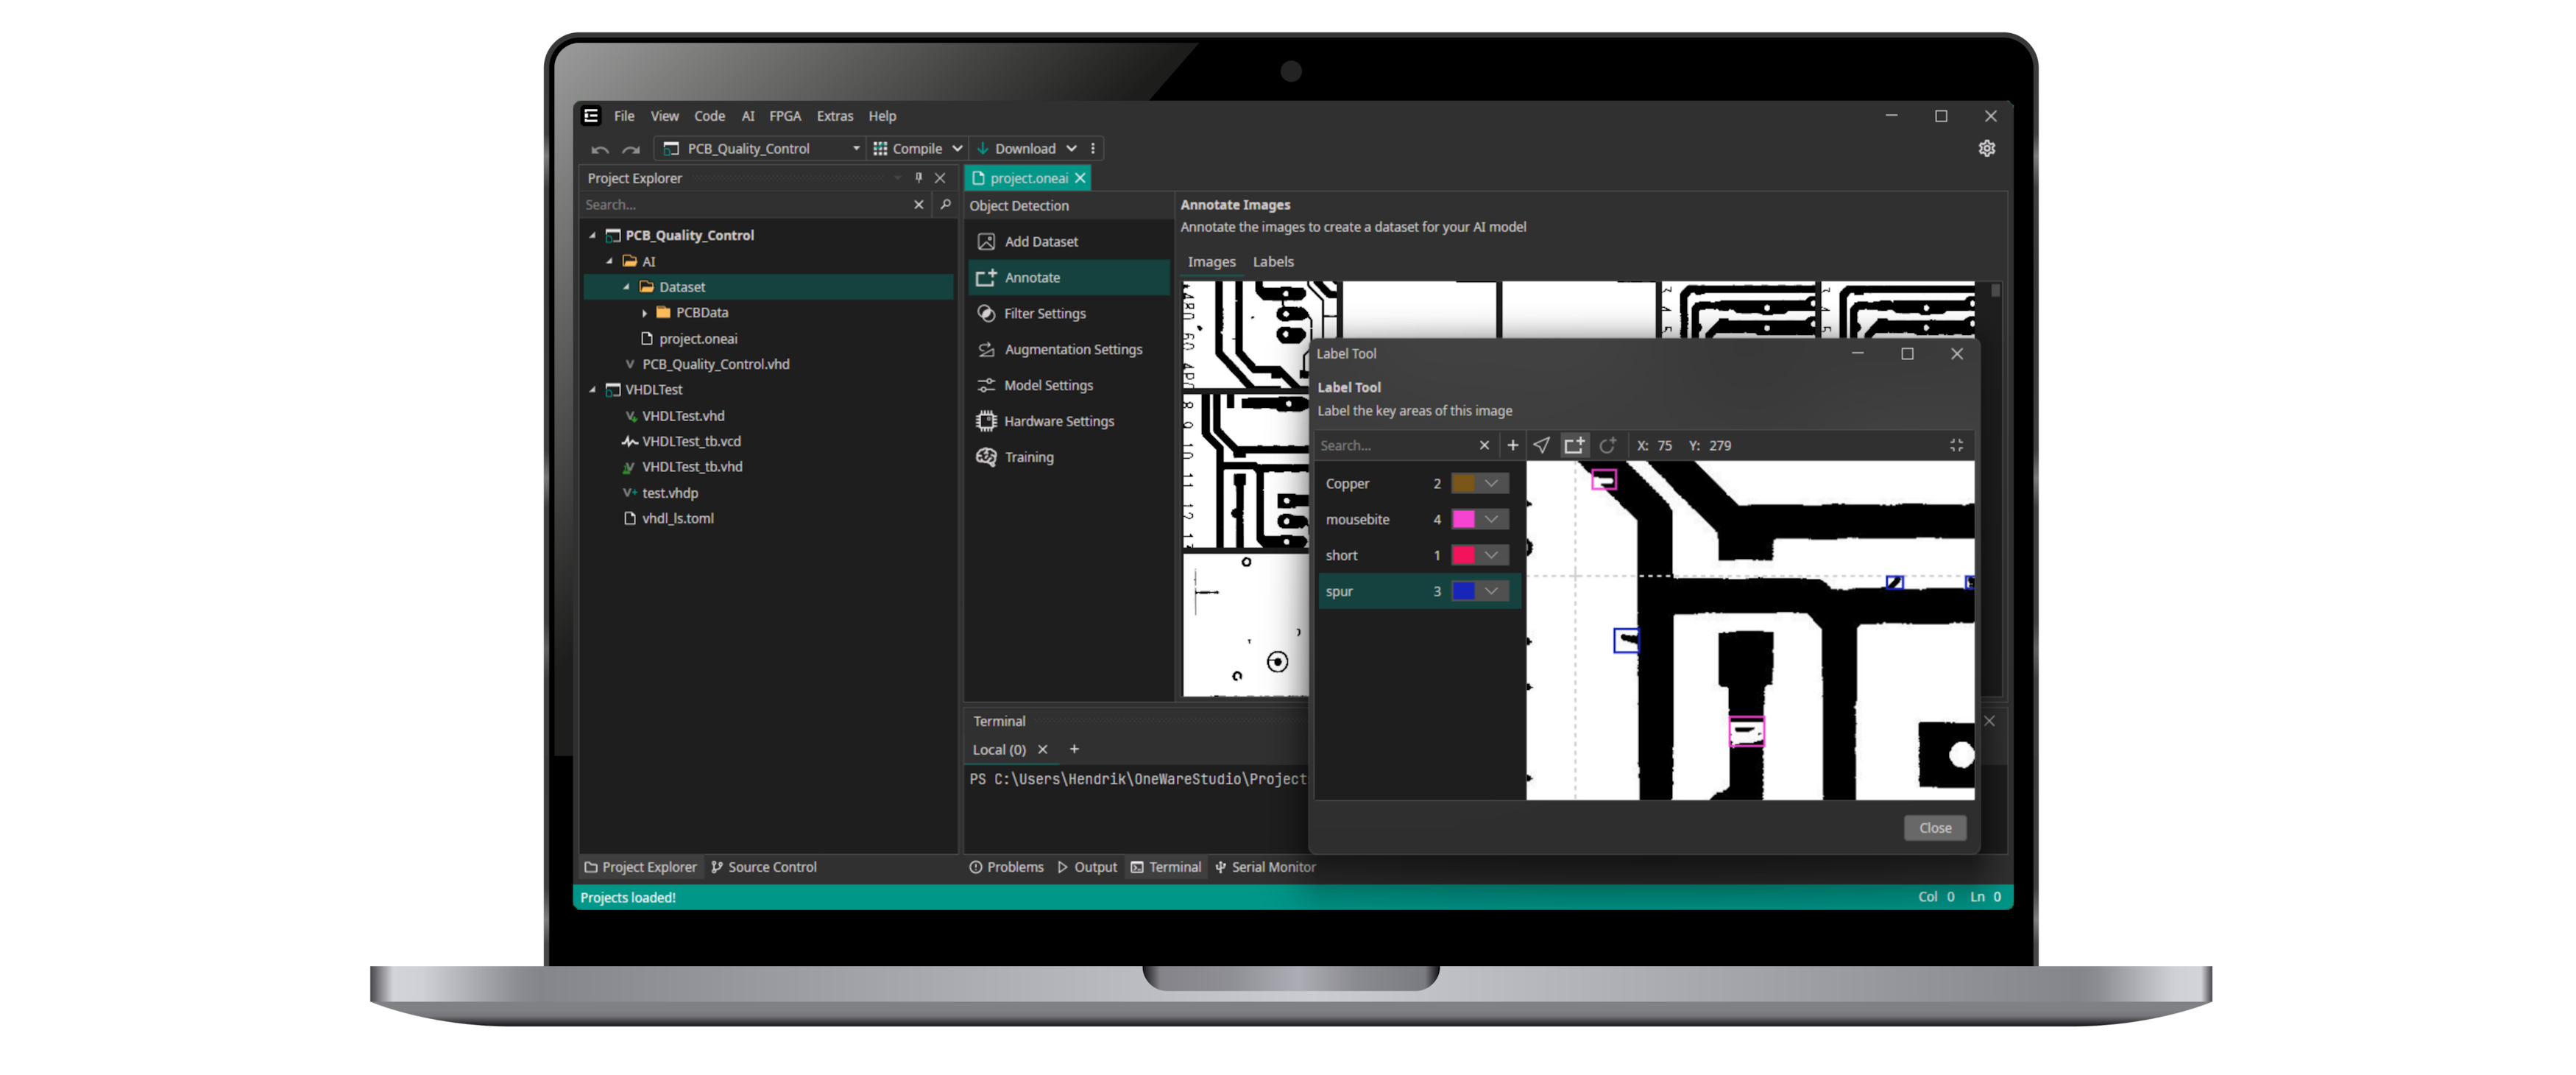 File View Code AI FPGA Extras Help
PCB_Quality_Control Compile Download
Project Explorer
Search...
PCB_Quality_Control
AI
Dataset
PCBData
project.oneai
PCB_Quality_Control.vhd
VHDLTest
VHDLTest.vhd
VHDLTest_tb.vcd
VHDLTest_tb.vhd
test.vhdp
vhdl_ls.toml
Project Explorer Source Control
project.oneai
Object Detection
Add Dataset
Annotate
Filter Settings
Augmentation Settings
Model Settings
Hardware Settings
Training
Annotate Images
Annotate the images to create a dataset for your AI model
Images Labels
8
9
10
11
12
Label Tool
Label Tool
Label the key areas of this image
Search... X: 75 Y: 279
Copper 2
mousebite 4
short 1
spur 3
Close
Terminal
Local (0)
PS C:\Users\Hendrik\OneWareStudio\Project
Problems Output Terminal Serial Monitor
Projects loaded! Col 0 Ln 0